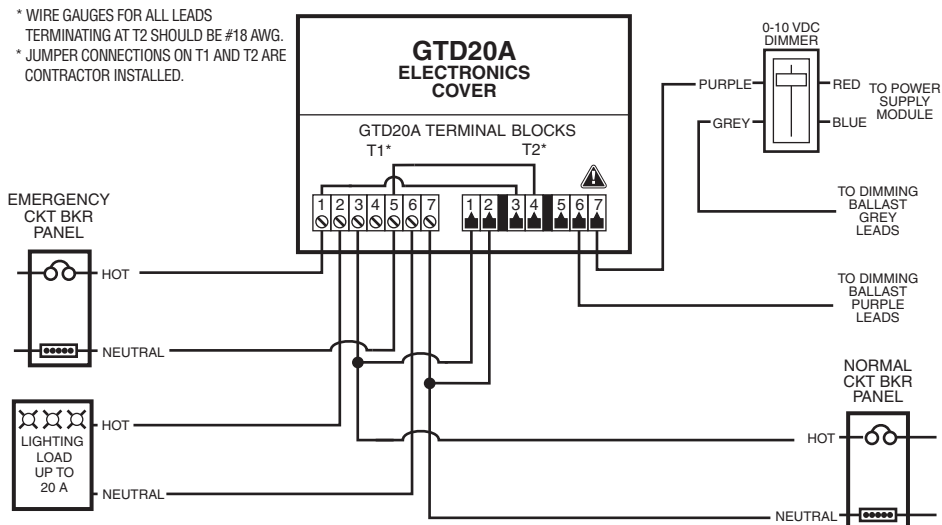 * WIRE GAUGES FOR ALL LEADS
TERMINATING AT T2 SHOULD BE #18 AWG.
* JUMPER CONNECTIONS ON T1 AND T2 ARE
CONTRACTOR INSTALLED.
GTD20A
ELECTRONICS
COVER
GTD20A TERMINAL BLOCKS
T1* T2*
1 2 3 4 5 6 7 1 2 3 4 5 6 7
0-10 VDC
DIMMER
PURPLE
RED
GREY
BLUE
TO POWER
SUPPLY
MODULE
TO DIMMING
BALLAST
GREY
LEADS
TO DIMMING
BALLAST
PURPLE
LEADS
EMERGENCY
CKT BKR
PANEL
HOT
NEUTRAL
LIGHTING
LOAD
UP TO
20 A
HOT
NEUTRAL
NORMAL
CKT BKR
PANEL
HOT
NEUTRAL